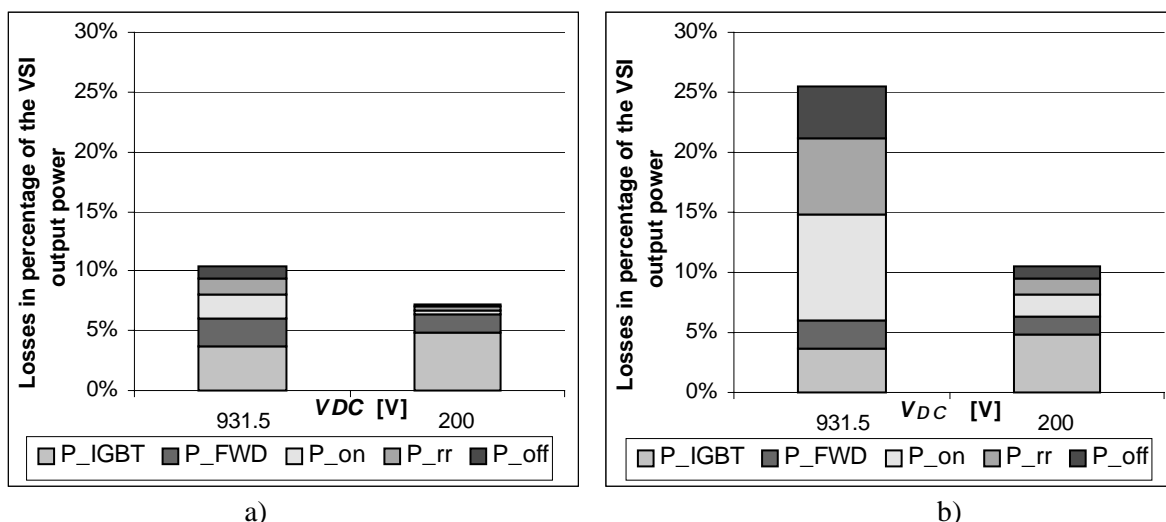 Losses in percentage of the VSI
output power
30%
25%
20%
15%
10%
5%
0%
931.5
VDC [V]
200
P_IGBT P_FWD P_on P_rr P_off
a)
Losses in percentage of the VSI
output power
30%
25%
20%
15%
10%
5%
0%
931.5
VDC [V]
200
P_IGBT P_FWD P_on P_rr P_off
b)